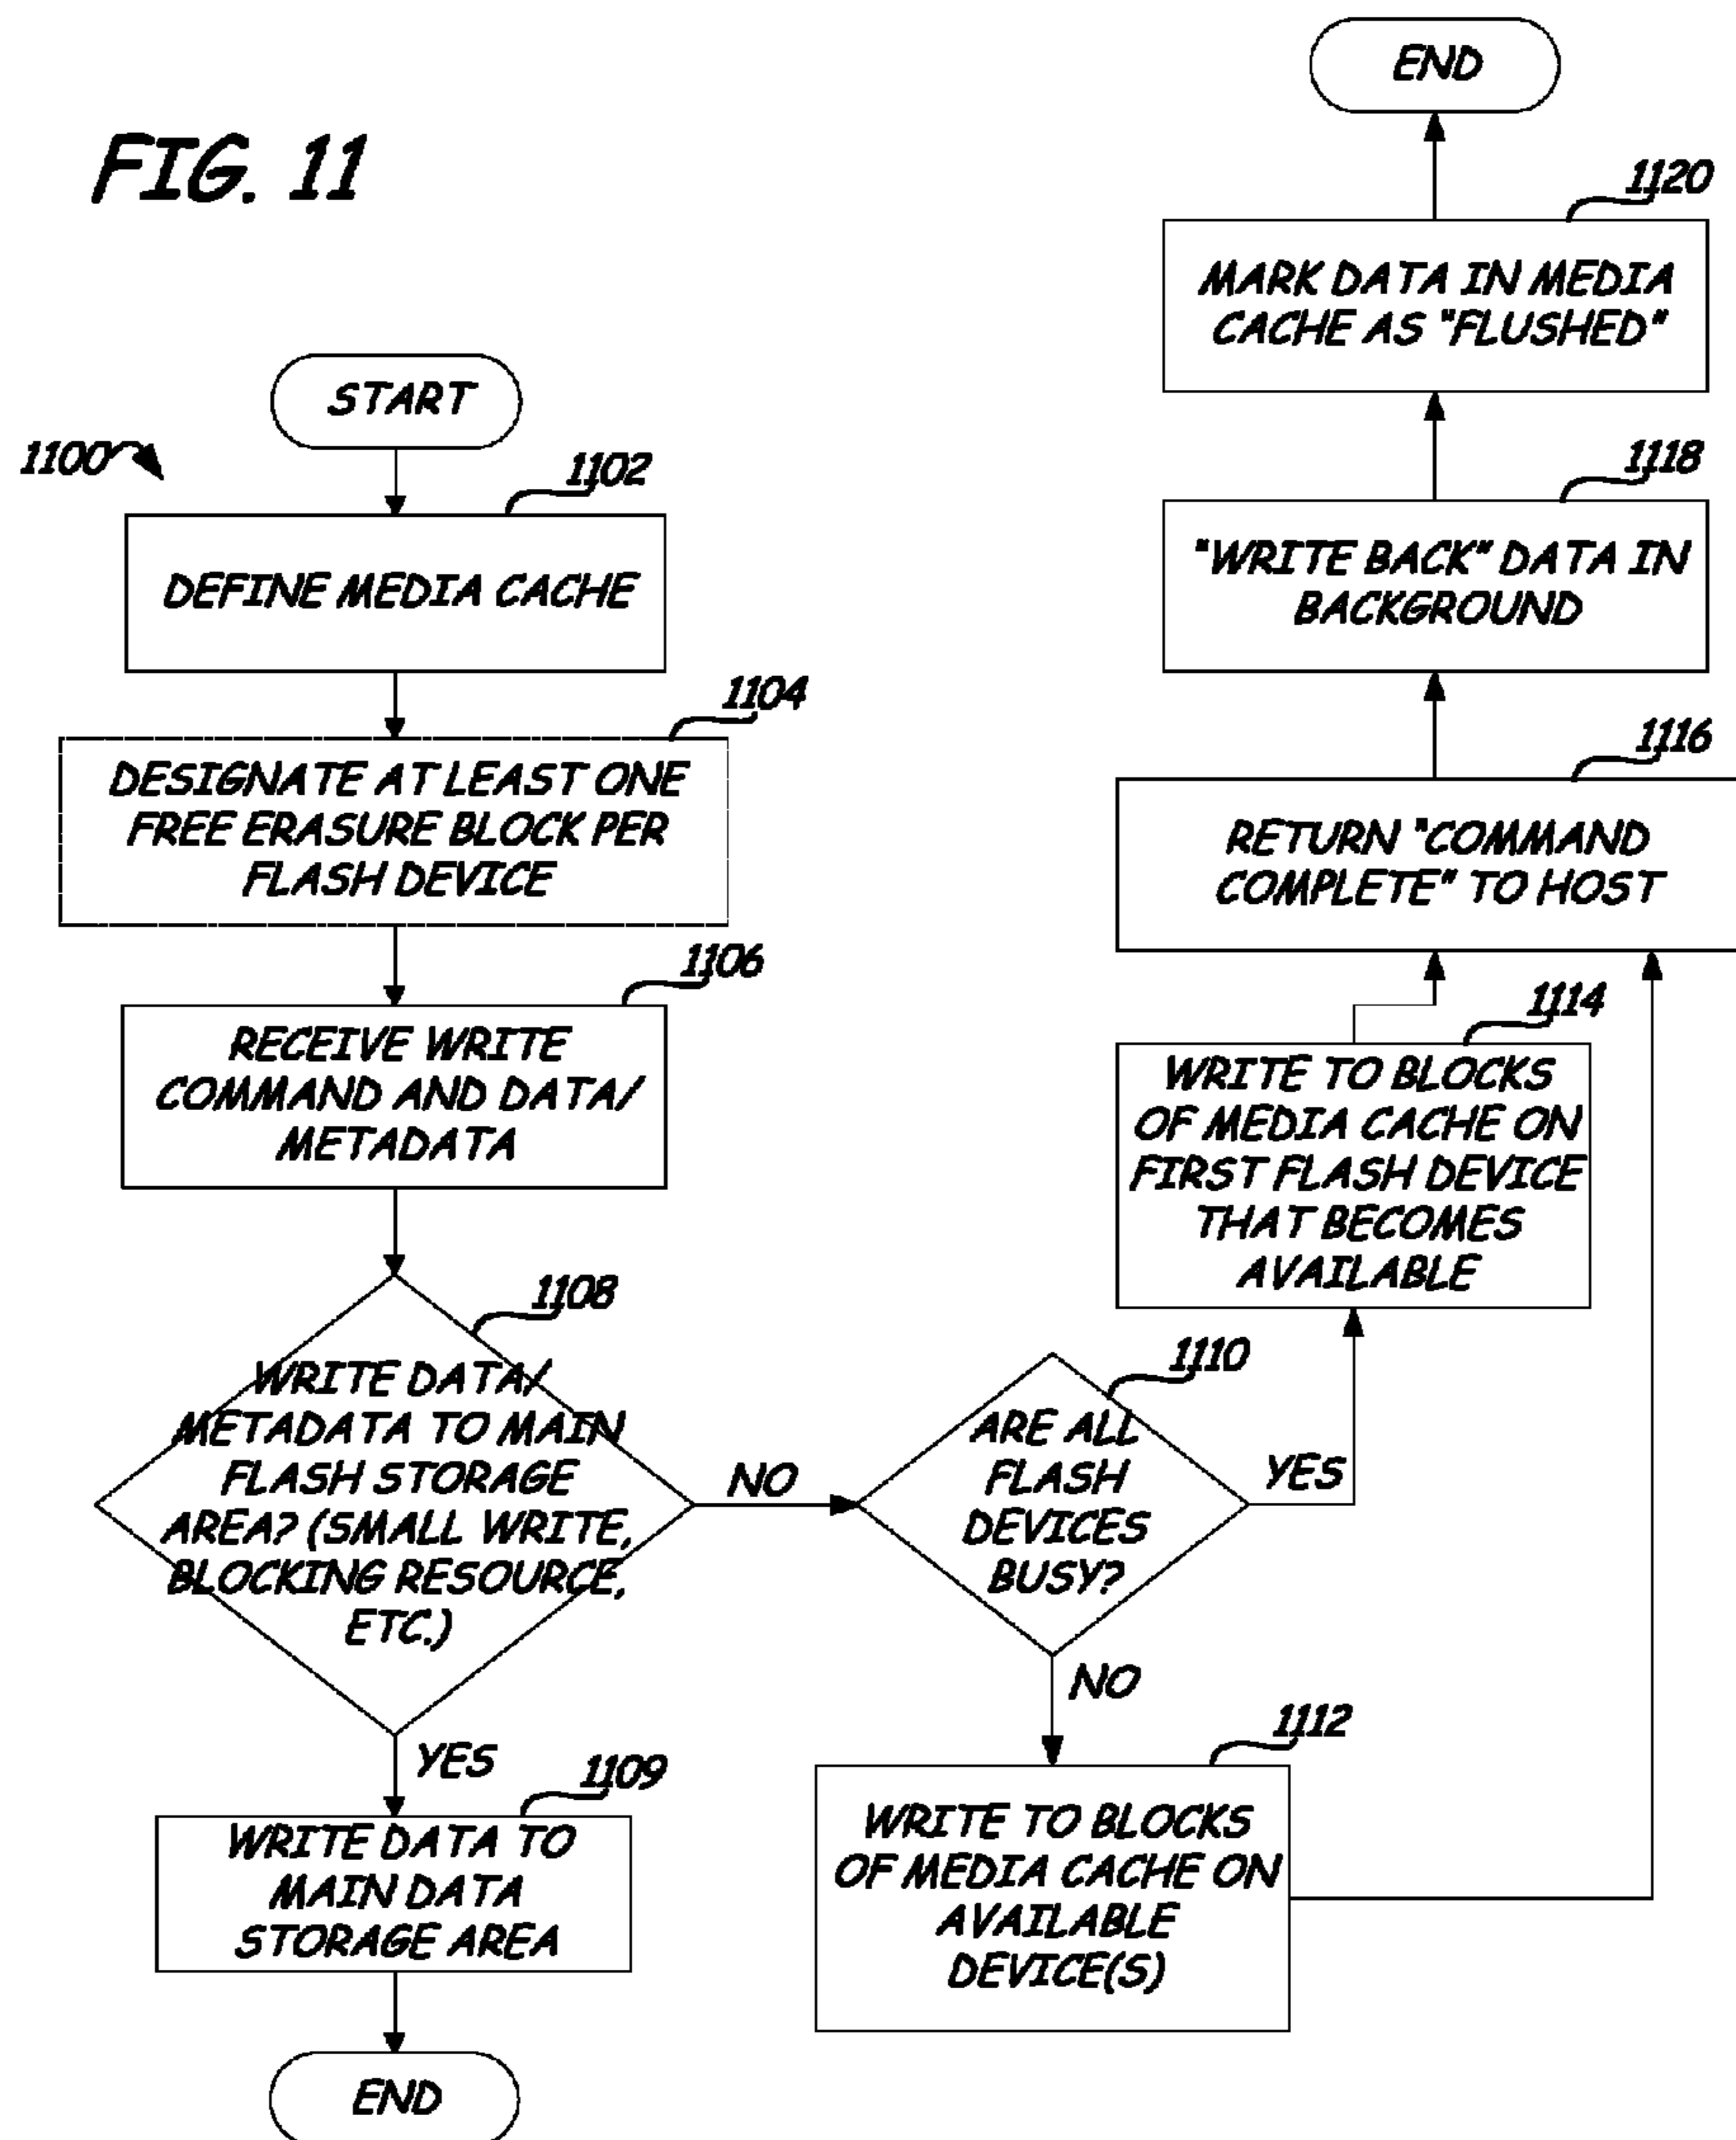 FIG. 11
1100
START
1102
DEFINE MEDIA CACHE
1104
DESIGNATE AT LEAST ONE
FREE ERASURE BLOCK PER
FLASH DEVICE
1106
RECEIVE WRITE
COMMAND AND DATA/
METADATA
1108
WRITE DATA/
METADATA TO MAIN
FLASH STORAGE
AREA? (SMALL WRITE,
BLOCKING RESOURCE,
ETC.)
NO
YES
1109
WRITE DATA TO
MAIN DATA
STORAGE AREA
END
1110
ARE ALL
FLASH
DEVICES
BUSY?
YES
NO
1112
WRITE TO BLOCKS
OF MEDIA CACHE ON
AVAILABLE
DEVICE(S)
1114
WRITE TO BLOCKS
OF MEDIA CACHE ON
FIRST FLASH DEVICE
THAT BECOMES
AVAILABLE
1116
RETURN "COMMAND
COMPLETE" TO HOST
1118
"WRITE BACK" DATA IN
BACKGROUND
1120
MARK DATA IN MEDIA
CACHE AS "FLUSHED"
END